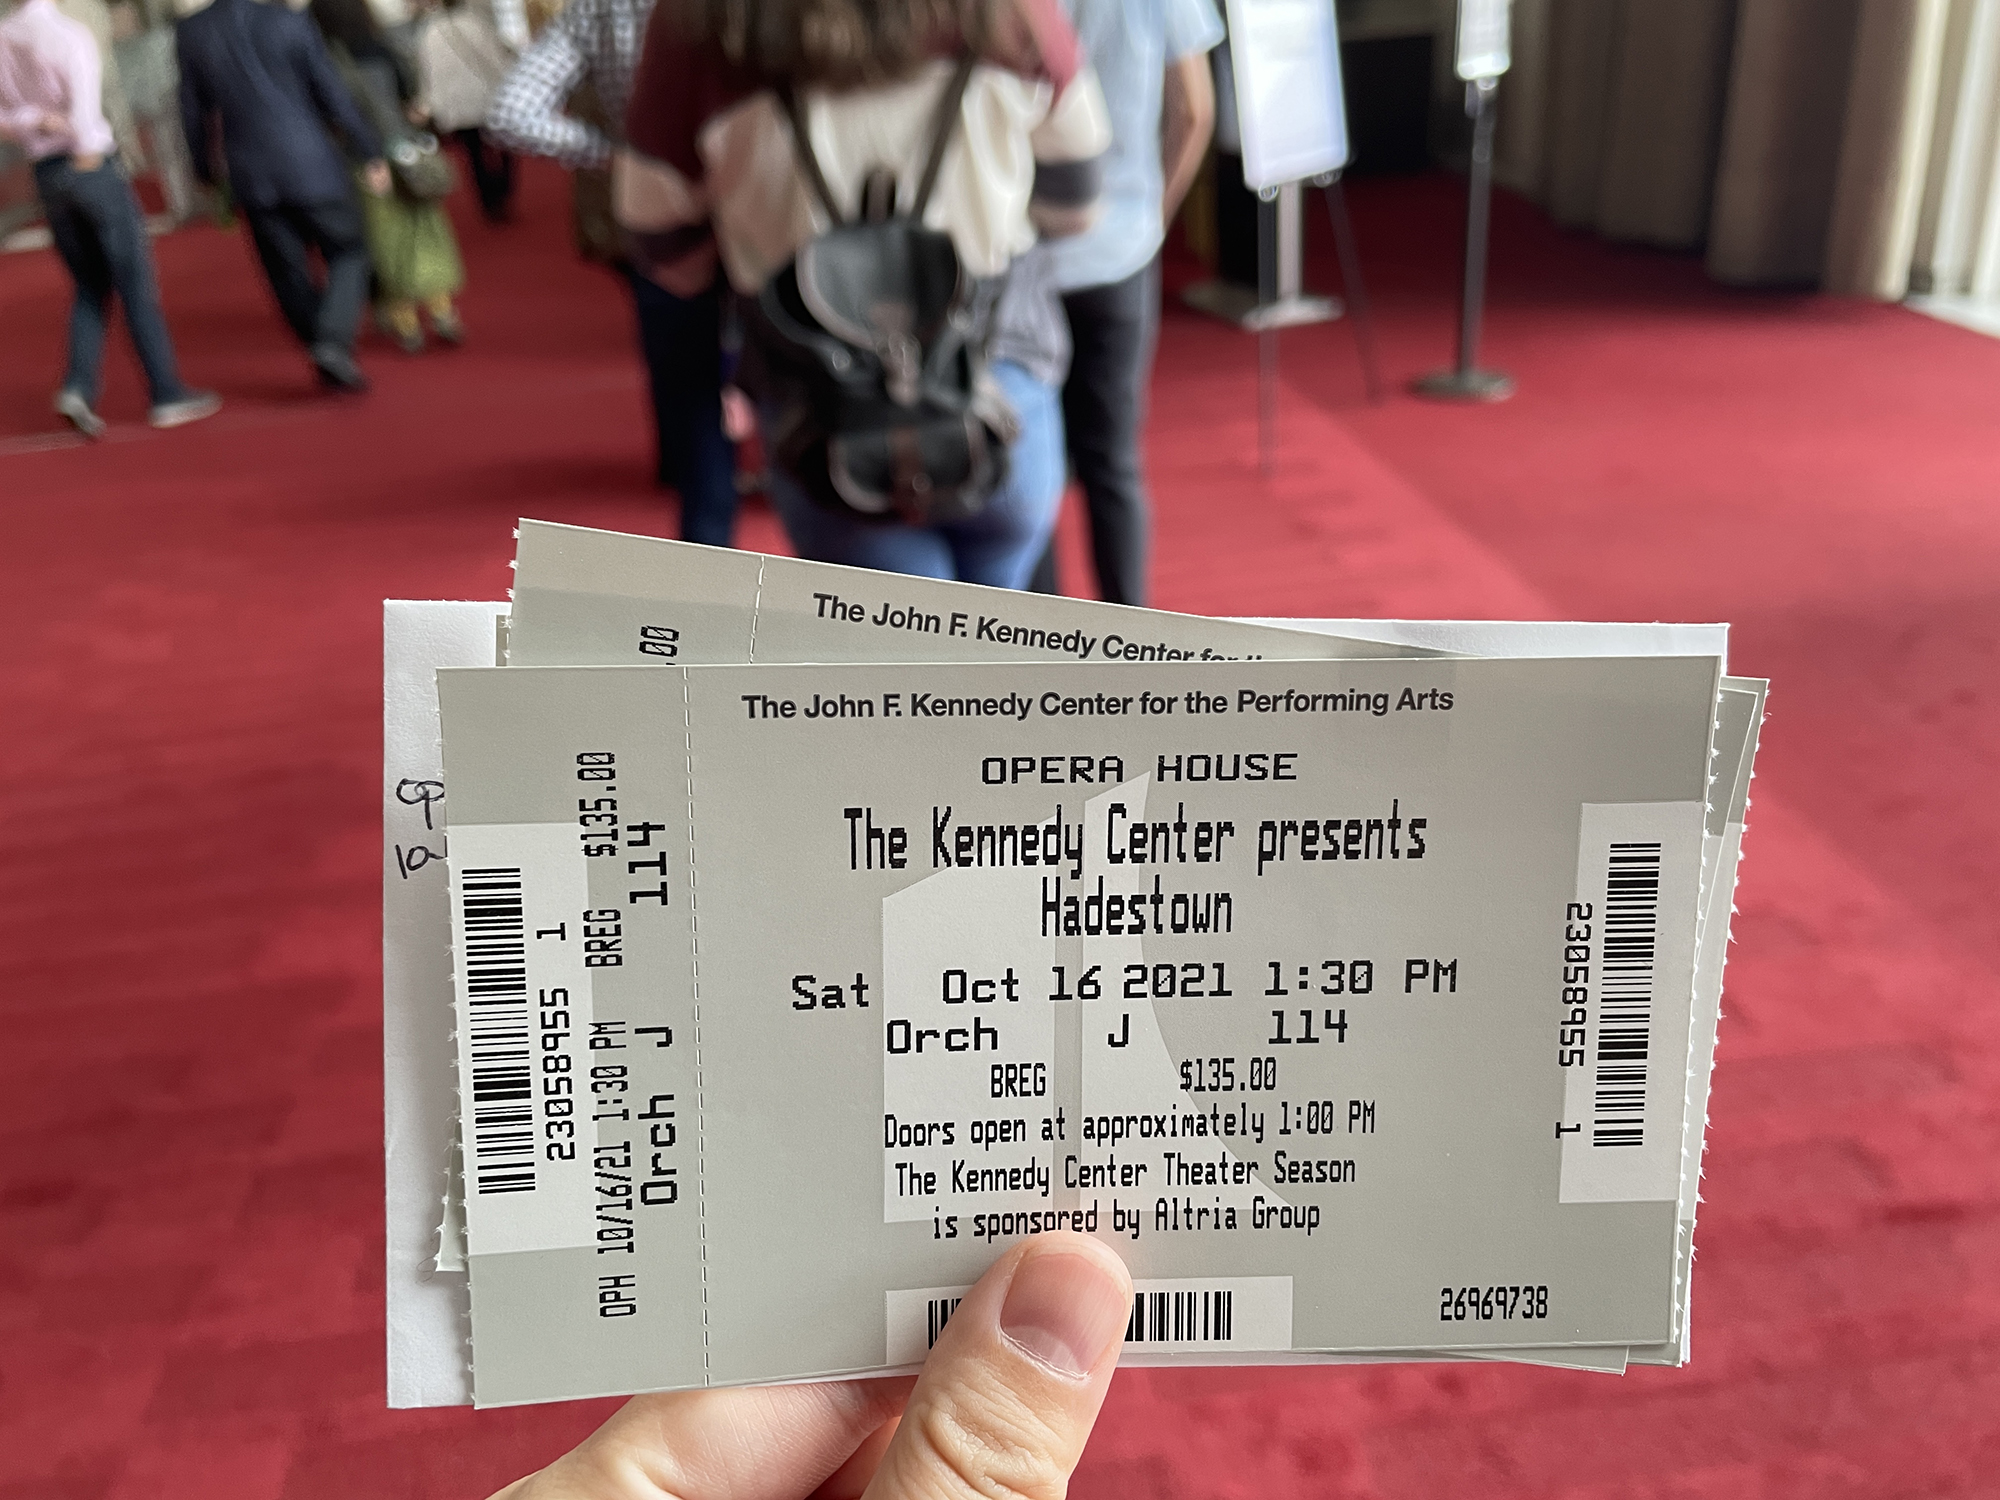 The John F. Kennedy Center for
.00
The John F. Kennedy Center for the Performing Arts
OPERA HOUSE
The Kennedy Center presents
Hadestown
Sat Oct 16 2021 1:30 PM
Orch J 114
BREG $135.00
Doors open at approximately 1:00 PM
The Kennedy Center Theater Season
is sponsored by Altria Group
26969738
23058955 1
OPH 10/16/21 1:30 PM BREG $135.00
Orch J 114
23058955 1